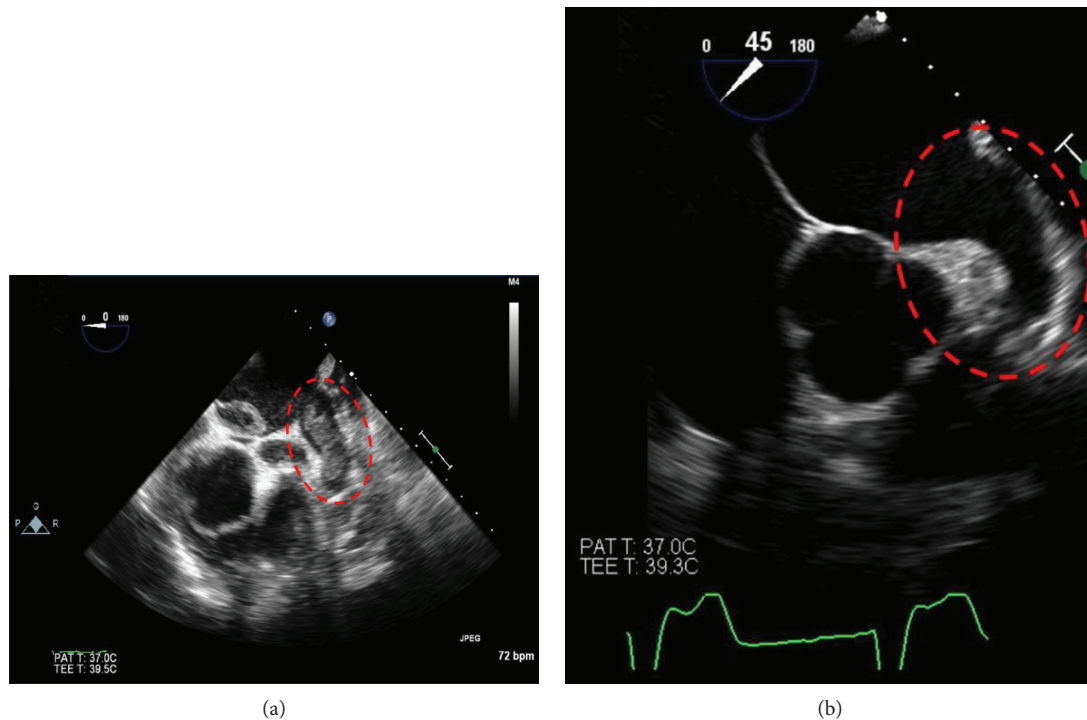 0 0 180
P
M4
G
P R
JPEG
PAT T: 37.0C
TEE T: 39.5C
72 bpm
(a)
0 45 180
PAT T: 37.0C
TEE T: 39.3C
(b)